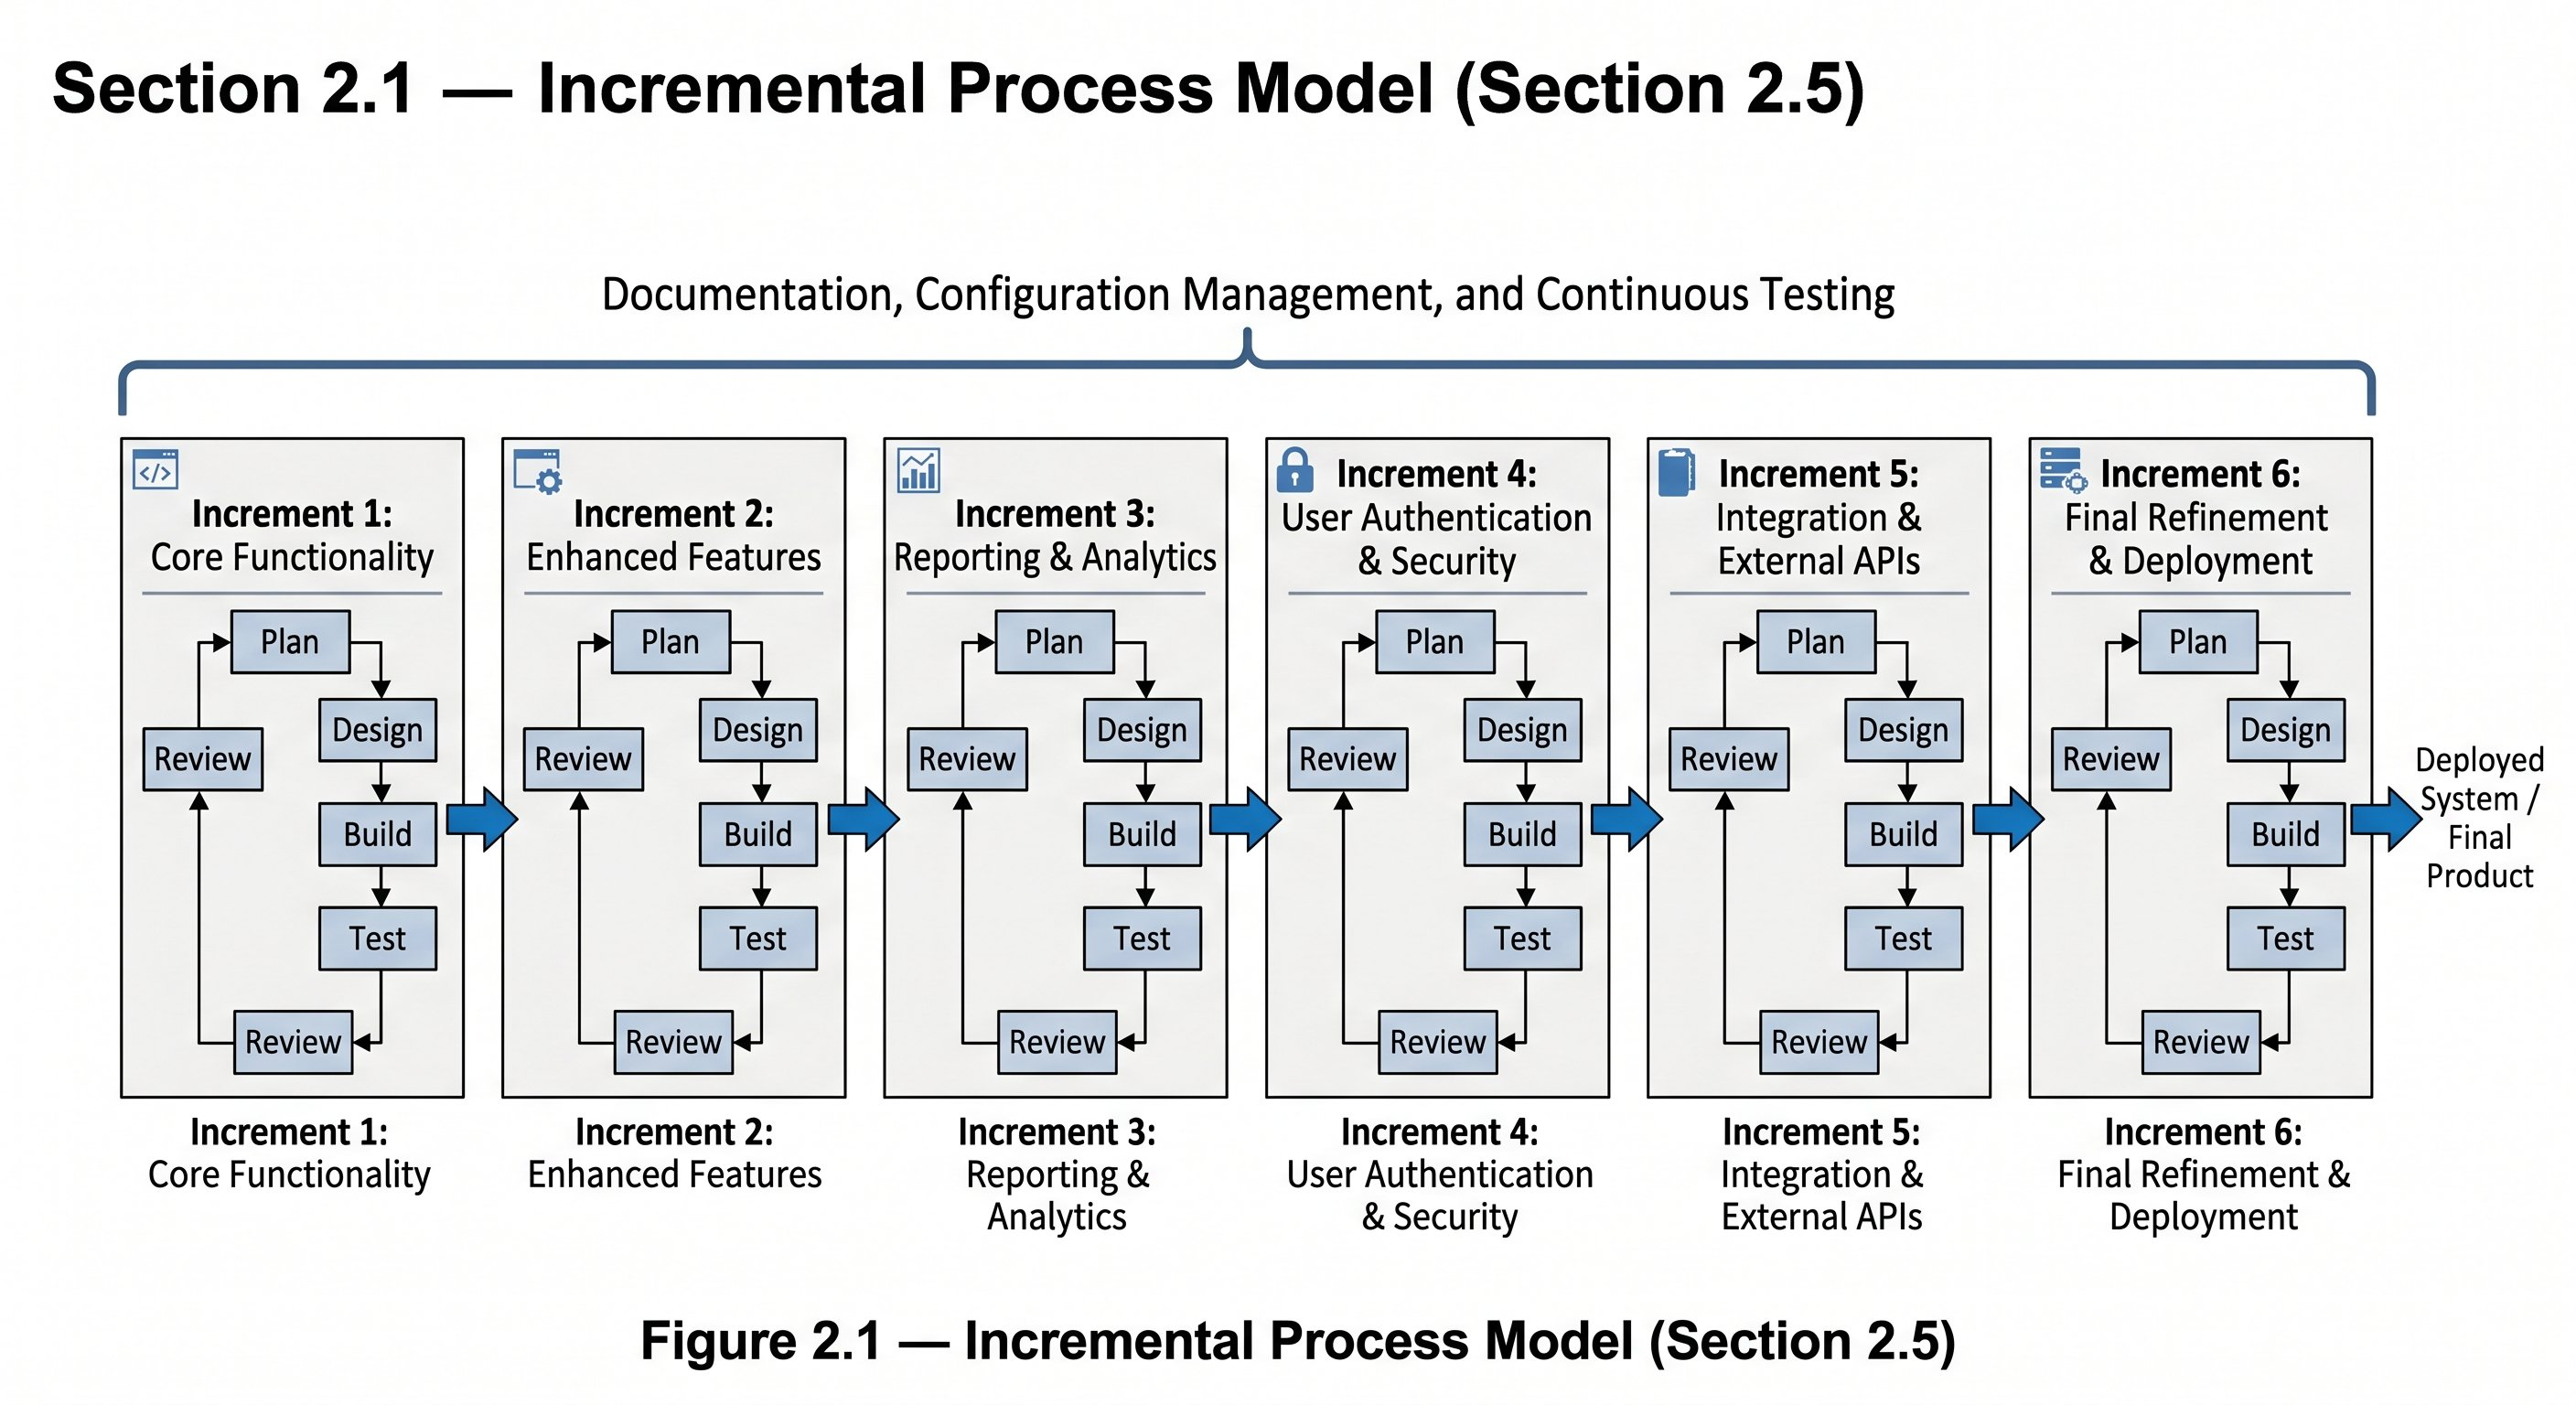 Section 2.1 — Incremental Process Model (Section 2.5)
Documentation, Configuration Management, and Continuous Testing
</>
Increment 1:
Core Functionality
Plan
Design
Review
Build
Test
Review
Increment 2:
Enhanced Features
Plan
Design
Review
Build
Test
Review
Increment 3:
Reporting & Analytics
Plan
Design
Review
Build
Test
Review
Increment 4:
User Authentication
& Security
Plan
Design
Review
Build
Test
Review
Increment 5:
Integration &
External APIs
Plan
Design
Review
Build
Test
Review
Increment 6:
Final Refinement
& Deployment
Plan
Design
Review
Build
Test
Review
Deployed
System /
Final
Product
Increment 1:
Core Functionality
Increment 2:
Enhanced Features
Increment 3:
Reporting &
Analytics
Increment 4:
User Authentication
& Security
Increment 5:
Integration &
External APIs
Increment 6:
Final Refinement &
Deployment
Figure 2.1 — Incremental Process Model (Section 2.5)